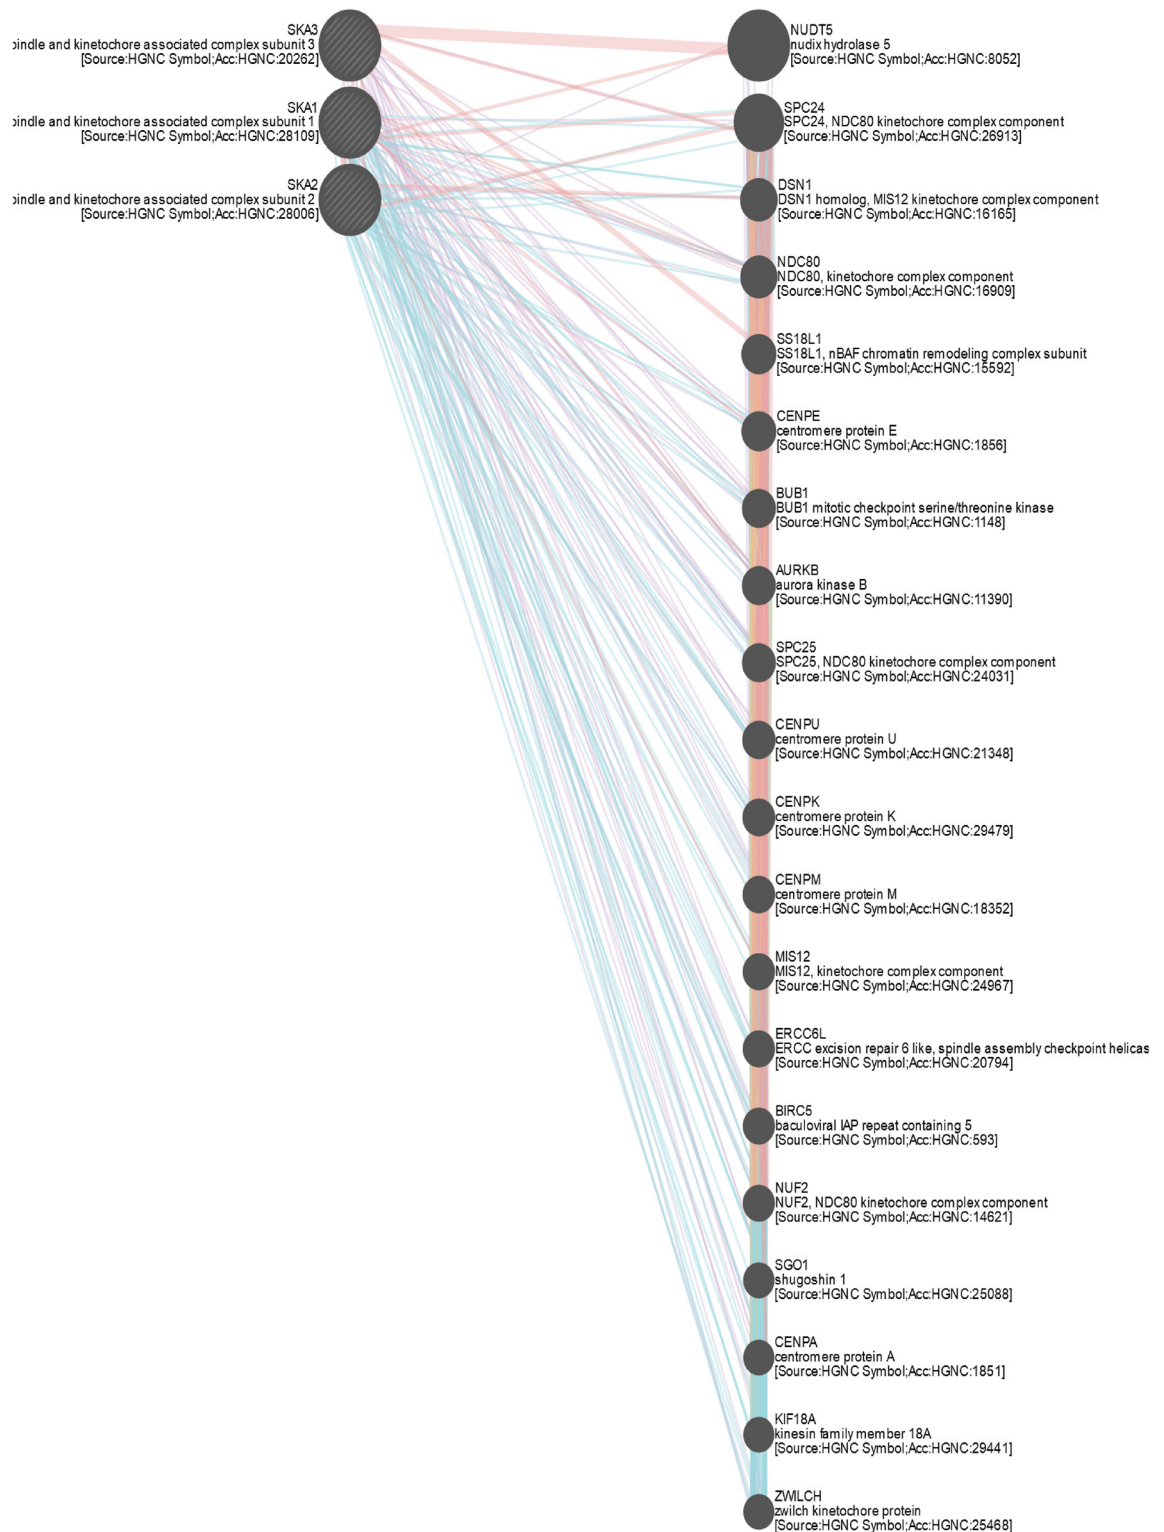 SKA3
pindle and kinetochore associated complex subunit 3
[Source:HGNC Symbol;Acc:HGNC:20262]
SKA1
pindle and kinetochore associated complex subunit 1
[Source:HGNC Symbol;Acc:HGNC:28109]
SKA2
pindle and kinetochore associated complex subunit 2
[Source:HGNC Symbol;Acc:HGNC:28006]
NUDT5
nudix hydrolase 5
[Source:HGNC Symbol;Acc:HGNC:8052]
SPC24
SPC24, NDC80 kinetochore complex component
[Source:HGNC Symbol;Acc:HGNC:26913]
DSN1
DSN1 homolog, MIS12 kinetochore complex component
[Source:HGNC Symbol;Acc:HGNC:16165]
NDC80
NDC80, kinetochore complex component
[Source:HGNC Symbol;Acc:HGNC:16909]
SS18L1
SS18L1, nBAF chromatin remodeling complex subunit
[Source:HGNC Symbol;Acc:HGNC:15592]
CENPE
centromere protein E
[Source:HGNC Symbol;Acc:HGNC:1856]
BUB1
BUB1 mitotic checkpoint serine/threonine kinase
[Source:HGNC Symbol;Acc:HGNC:1148]
AURKB
aurora kinase B
[Source:HGNC Symbol;Acc:HGNC:11390]
SPC25
SPC25, NDC80 kinetochore complex component
[Source:HGNC Symbol;Acc:HGNC:24031]
CENPU
centromere protein U
[Source:HGNC Symbol;Acc:HGNC:21348]
CENPK
centromere protein K
[Source:HGNC Symbol;Acc:HGNC:29479]
CENPM
centromere protein M
[Source:HGNC Symbol;Acc:HGNC:18352]
MIS12
MIS12, kinetochore complex component
[Source:HGNC Symbol;Acc:HGNC:24967]
ERCC6L
ERCC excision repair 6 like, spindle assembly checkpoint helicas
[Source:HGNC Symbol;Acc:HGNC:20794]
BIRC5
baculoviral IAP repeat containing 5
[Source:HGNC Symbol;Acc:HGNC:593]
NUF2
NUF2, NDC80 kinetochore complex component
[Source:HGNC Symbol;Acc:HGNC:14621]
SGO1
shugoshin 1
[Source:HGNC Symbol;Acc:HGNC:25088]
CENPA
centromere protein A
[Source:HGNC Symbol;Acc:HGNC:1851]
KIF18A
kinesin family member 18A
[Source:HGNC Symbol;Acc:HGNC:29441]
ZWILCH
zwilch kinetochore protein
[Source:HGNC Symbol;Acc:HGNC:25468]